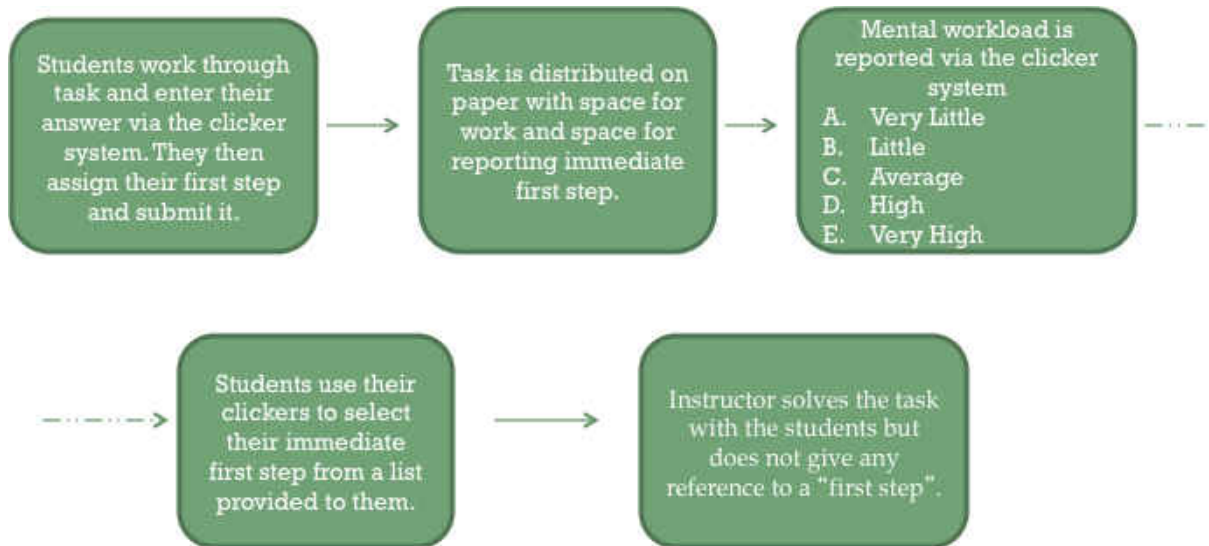 Students work through
task and enter their
answer via the clicker
system. They then
assign their first step
and submit it.
Task is distributed on
paper with space for
work and space for
reporting immediate
first step.
Mental workload is
reported via the clicker
system
A. Very Little
B. Little
C. Average
D. High
E. Very High
Students use their
clickers to select
their immediate
first step from a list
provided to them.
Instructor solves the task
with the students but
does not give any
reference to a “first step”.